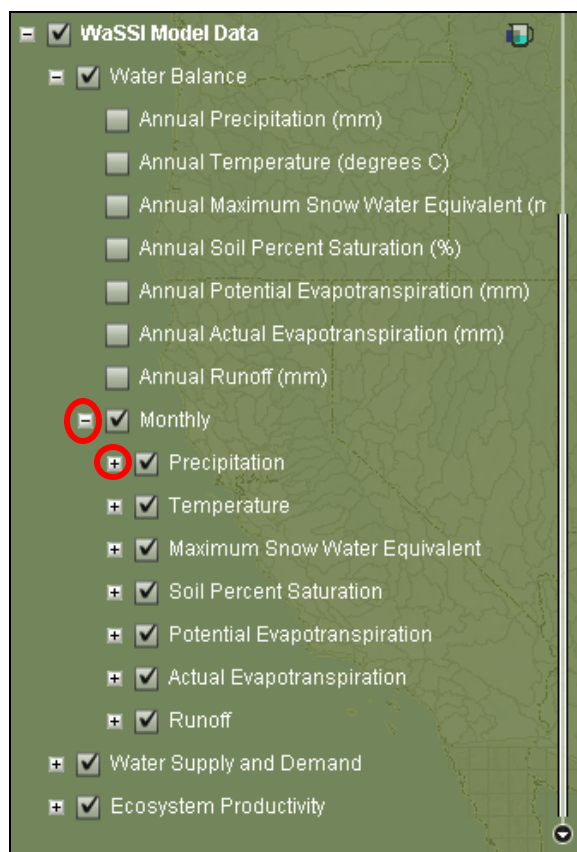 WaSSI Model Data
Water Balance
Annual Precipitation (mm)
Annual Temperature (degrees C)
Annual Maximum Snow Water Equivalent (
Annual Soil Percent Saturation (%)
Annual Potential Evapotranspiration (mm)
Annual Actual Evapotranspiration (mm)
Annual Runoff (mm)
Monthly
Precipitation
Temperature
Maximum Snow Water Equivalent
Soil Percent Saturation
Potential Evapotranspiration
Actual Evapotranspiration
Runoff
Water Supply and Demand
Ecosystem Productivity